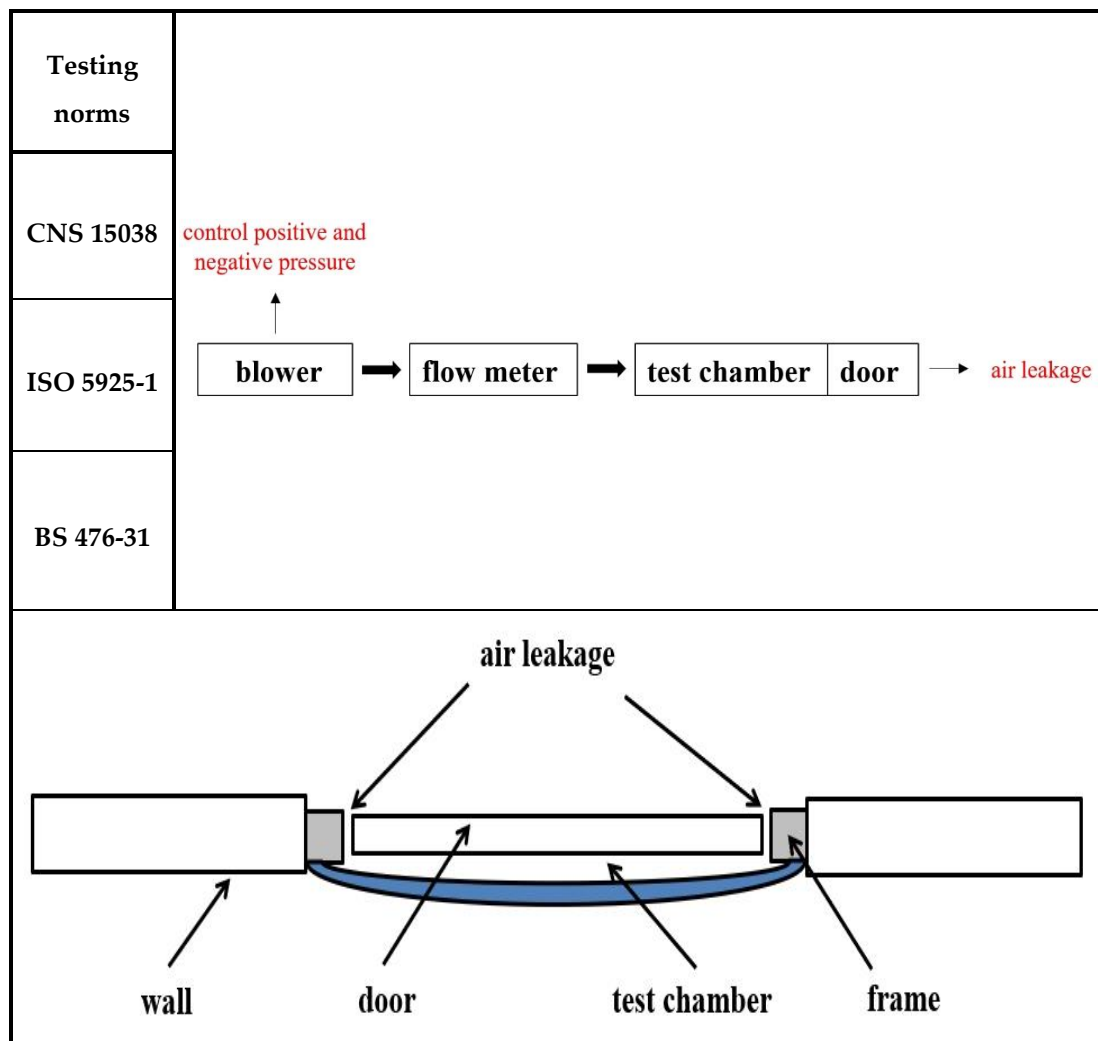 Testing
norms
CNS 15038
control positive and
negative pressure
ISO 5925-1
blower
flow meter
test chamber
door
air leakage
BS 476-31
air leakage
wall
door
test chamber
frame